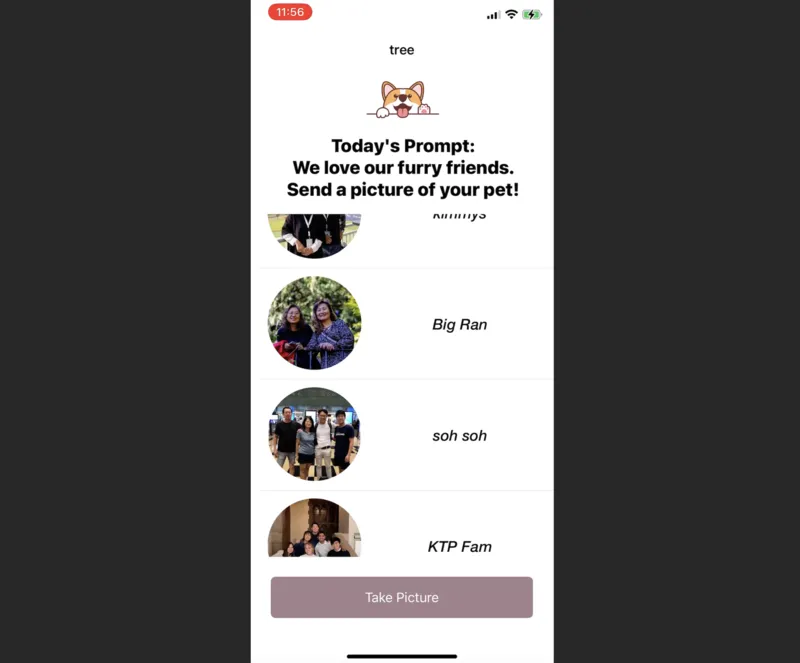 11:56
tree
Today's Prompt:
We love our furry friends.
Send a picture of your pet!
kimmys
Big Ran
soh soh
KTP Fam
Take Picture